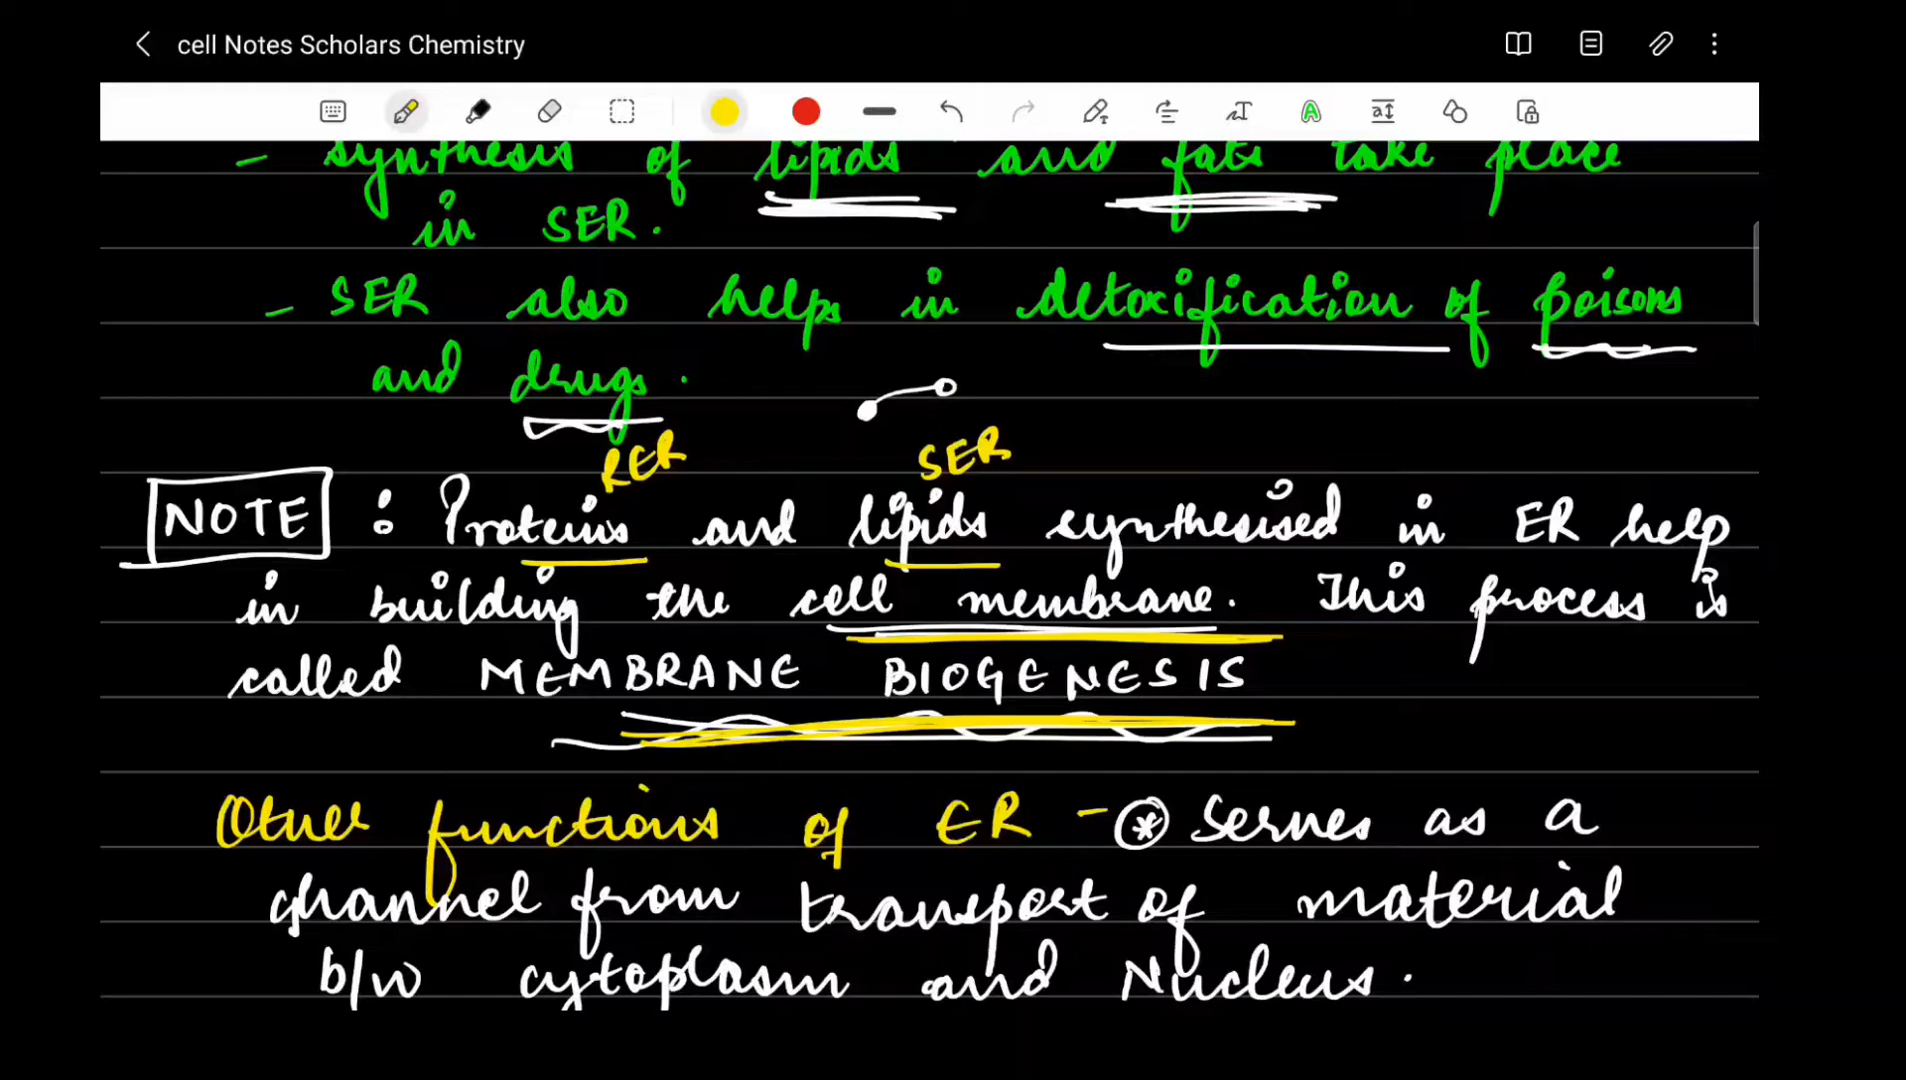 cell Notes Scholars Chemistry
- synthesis of lipids and fats take place
in SER.
- SER also helps in detoxification of poisons
and drugs.
RER SER
NOTE : Proteins and lipids synthesised in ER help
in building the cell membrane. This process is
called MEMBRANE BIOGENESIS
Other functions of ER - * Serves as a
channel from transport of material
b/w cytoplasm and Nucleus.